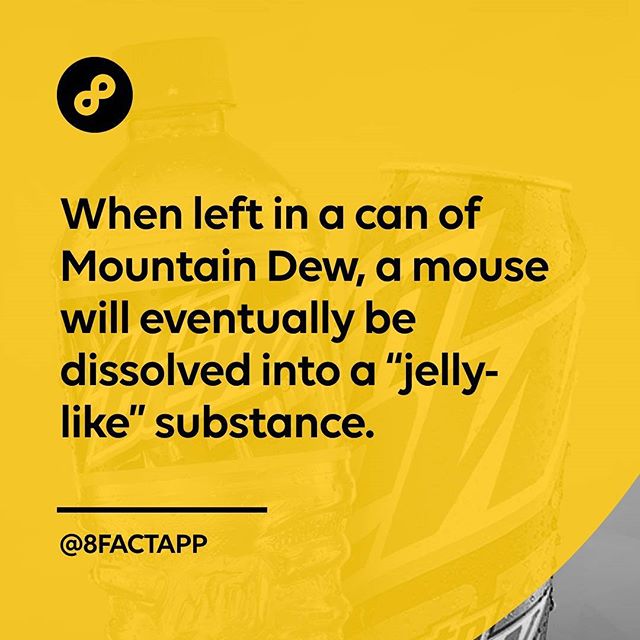 When left in a can of
Mountain Dew, a mouse
will eventually be
dissolved into a “jelly-
like” substance.
@8FACTAPP